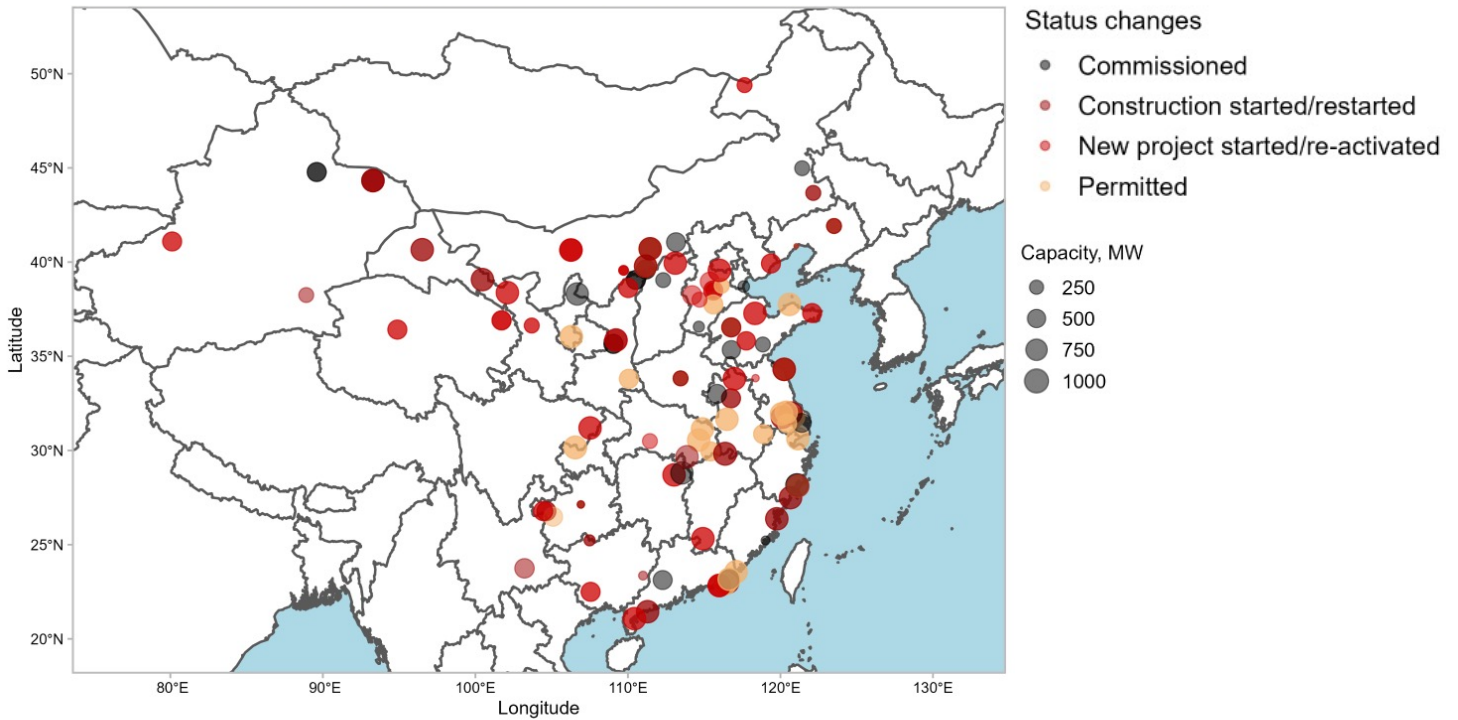 Status changes
Commissioned
Construction started/restarted
New project started/re-activated
Permitted
Capacity, MW
250
500
750
1000
Latitude
50°N
45°N
40°N
35°N
30°N
25°N
20°N
80°E
90°E
100°E
110°E
120°E
130°E
Longitude